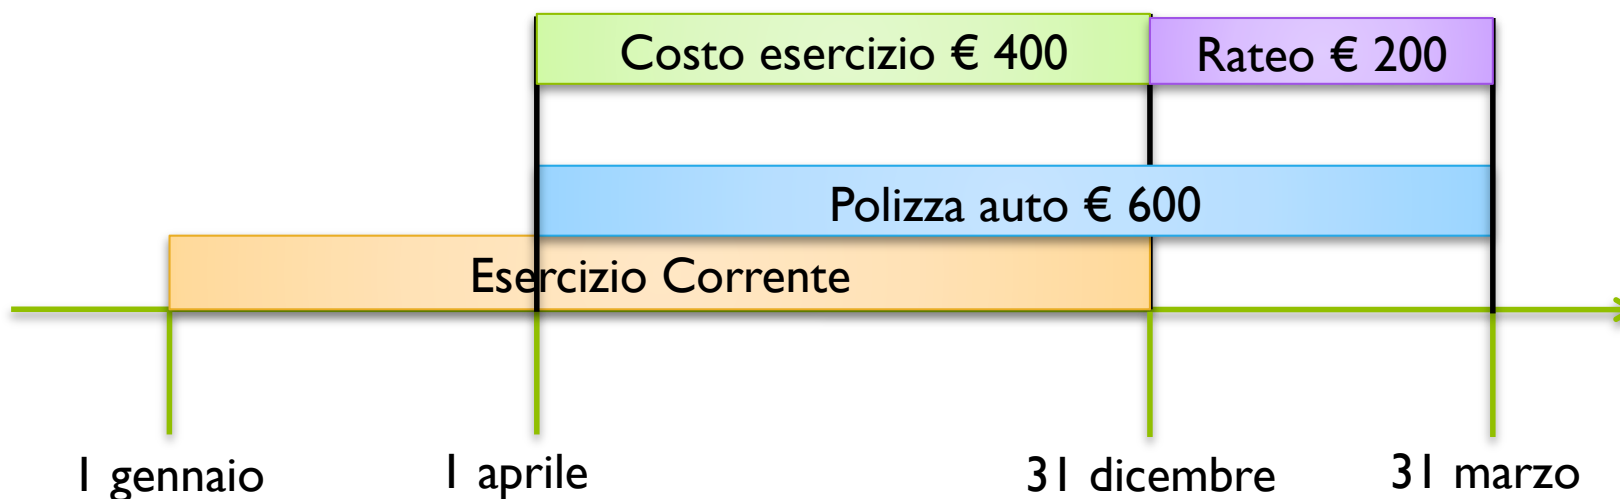 Costo esercizio € 400
Rateo € 200
Polizza auto € 600
Esercizio Corrente
1 gennaio
1 aprile
31 dicembre
31 marzo